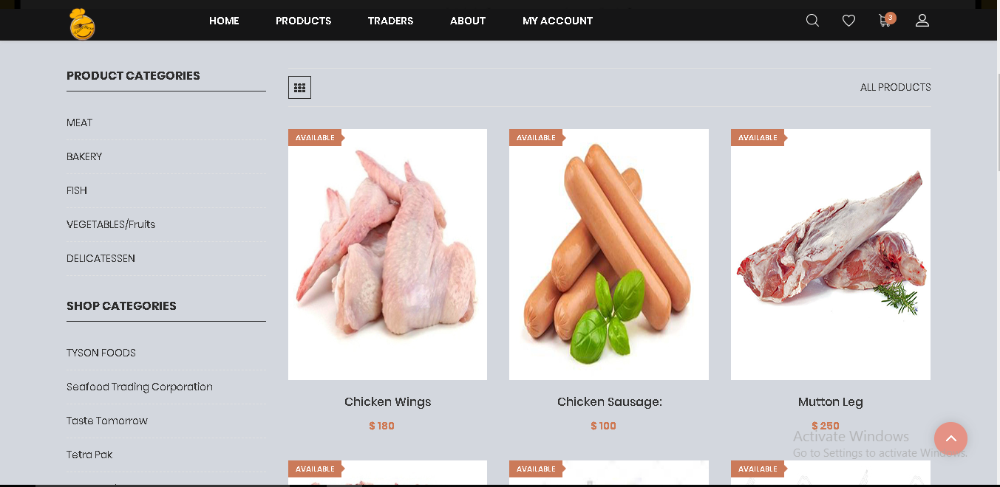 HOME PRODUCTS TRADERS ABOUT MY ACCOUNT
3
PRODUCT CATEGORIES
MEAT
BAKERY
FISH
VEGETABLES/Fruits
DELICATESSEN
SHOP CATEGORIES
TYSON FOODS
Seafood Trading Corporation
Taste Tomorrow
Tetra Pak
ALL PRODUCTS
AVAILABLE
Chicken Wings
$ 180
AVAILABLE
Chicken Sausage:
$ 100
AVAILABLE
Mutton Leg
$ 250
AVAILABLE
AVAILABLE
AVAILABLE
Activate Windows
Go to Settings to activate Windows.